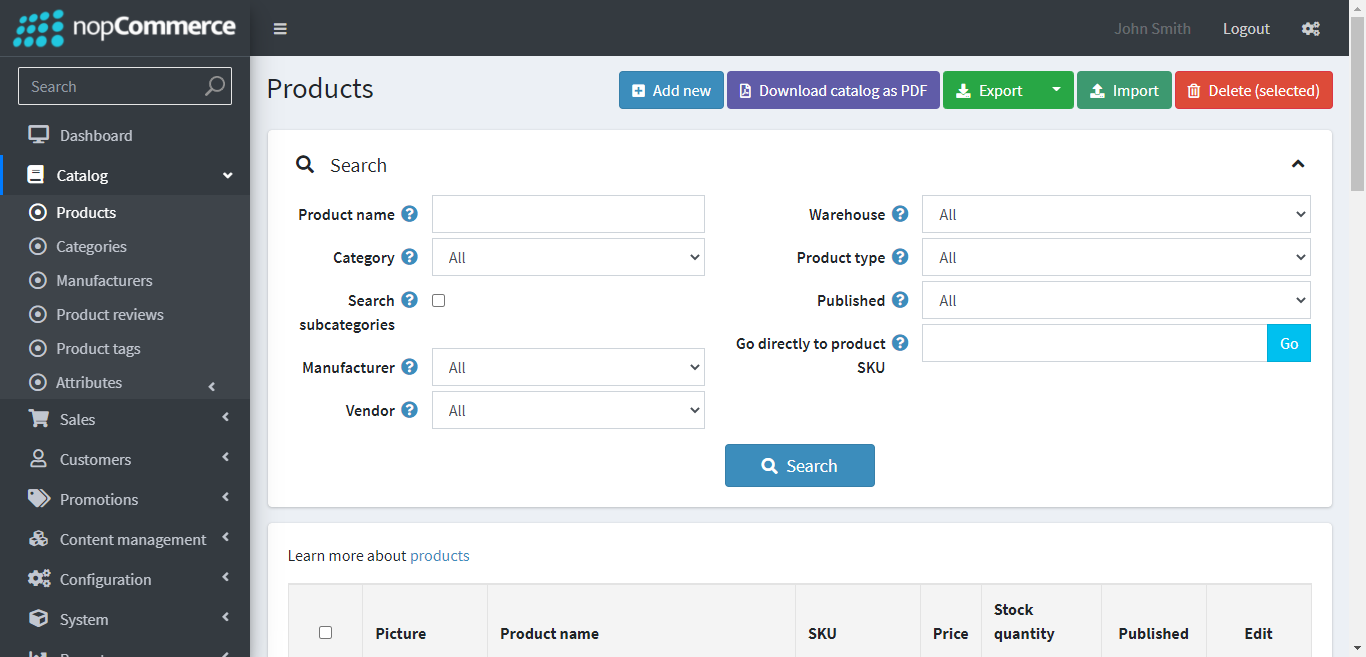 nopCommerce
John Smith
Logout
Search
Dashboard
Catalog
Products
Categories
Manufacturers
Product reviews
Product tags
Attributes
Sales
Customers
Promotions
Content management
Configuration
System
Products
Add new
Download catalog as PDF
Export
Import
Delete (selected)
Search
Product name
Category
All
Search
subcategories
Manufacturer
All
Vendor
All
Warehouse
All
Product type
All
Published
All
Go directly to product
SKU
Go
Search
Learn more about products
Picture
Product name
SKU
Price
Stock
quantity
Published
Edit